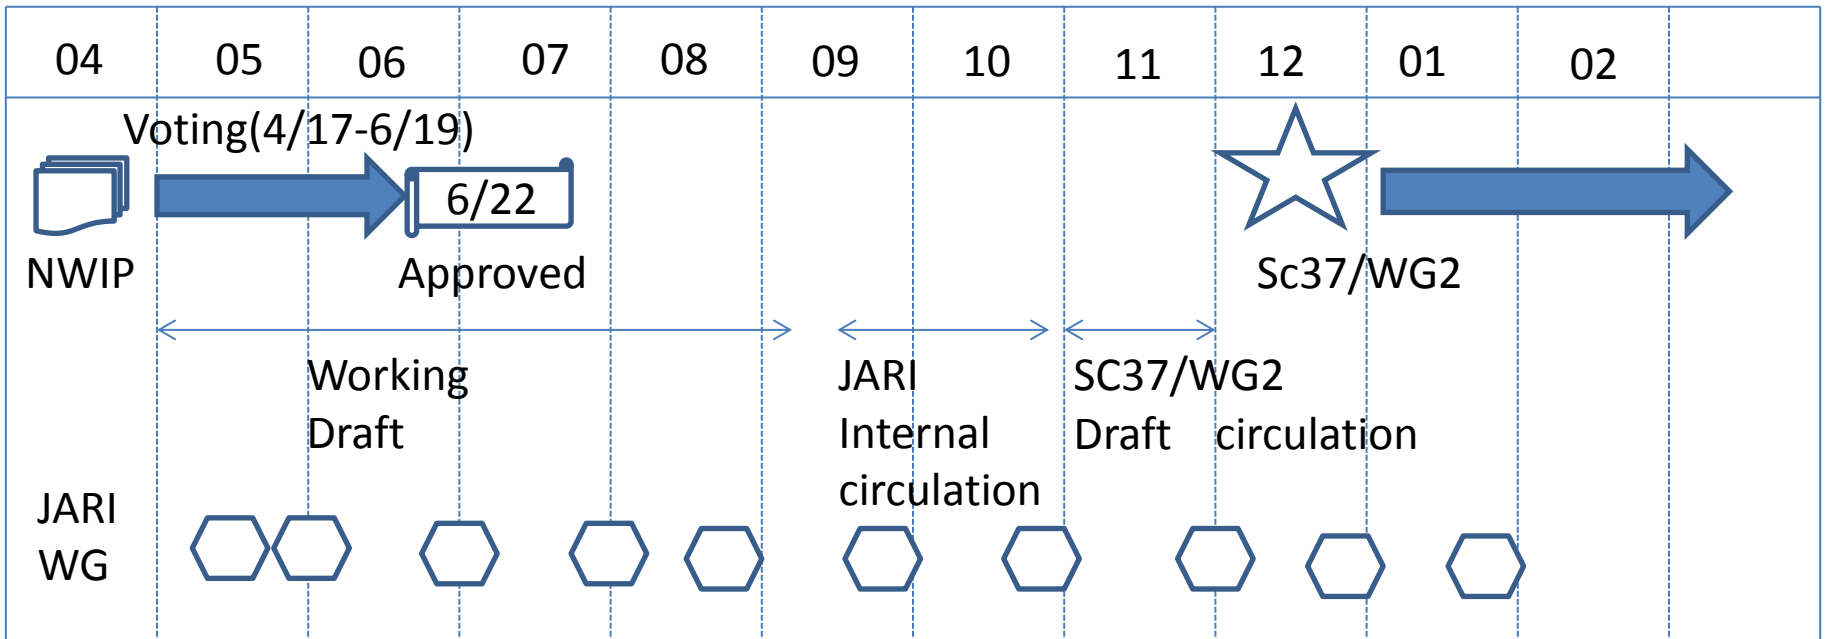 04 05 06 07 08 09 10 11 12 01 02
Voting(4/17-6/19)
6/22
NWIP
Approved
Sc37/WG2
Working
Draft
JARI
Internal
circulation
SC37/WG2
Draft circulation
JARI
WG